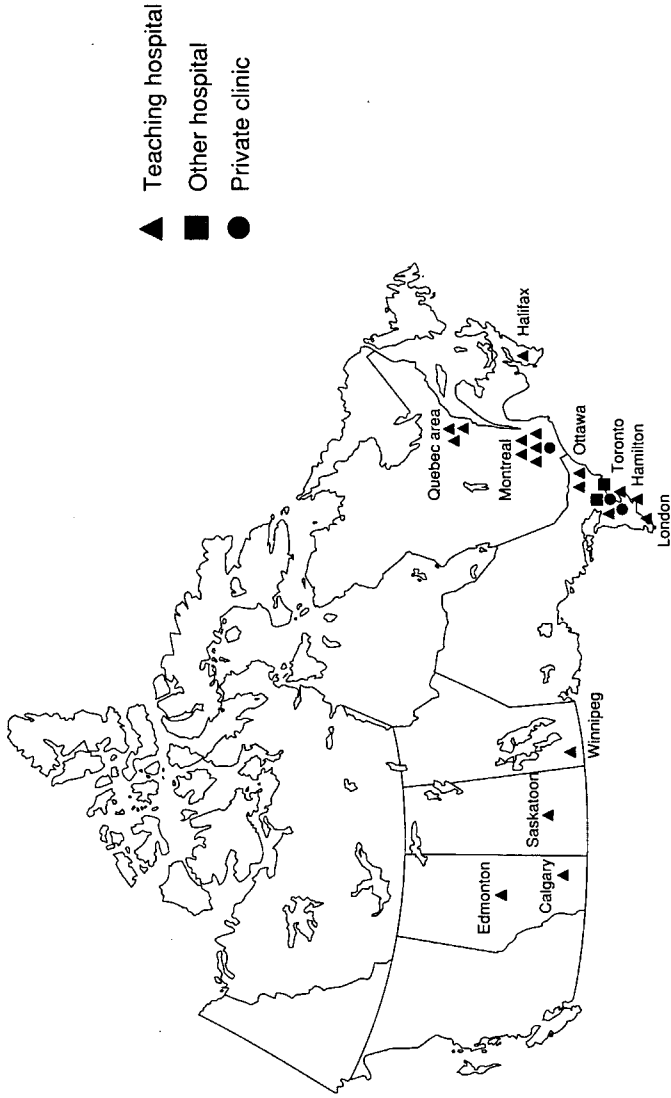 Teaching hospital
Other hospital
Private clinic
Edmonton
Calgary
Saskatoon
Winnipeg
Quebec area
Montreal
Ottawa
Toronto
Hamilton
London
Halifax